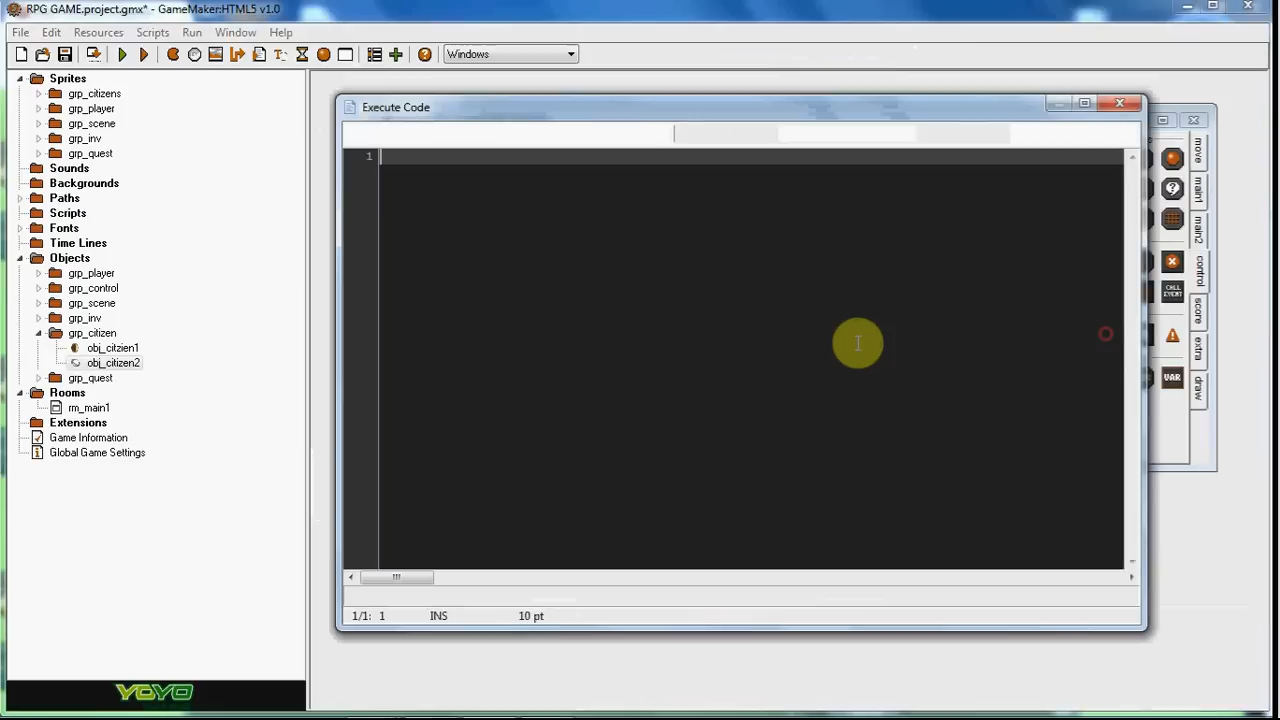 RPG GAME.project.gmx* - GameMaker:HTML5 v1.0
File Edit Resources Scripts Run Window Help
Windows
Sprites
grp_citizens
grp_player
grp_scene
grp_inv
grp_quest
Sounds
Backgrounds
Paths
Scripts
Fonts
Time Lines
Objects
grp_player
grp_control
grp_scene
grp_inv
grp_citizen
obj_citzien1
obj_citizen2
grp_quest
Rooms
rm_main1
Extensions
Game Information
Global Game Settings
YOYO
Execute Code
1
1/1: 1 INS 10 pt
move
main1
main2
control
score
extra
draw
CALL EVENT
VAR